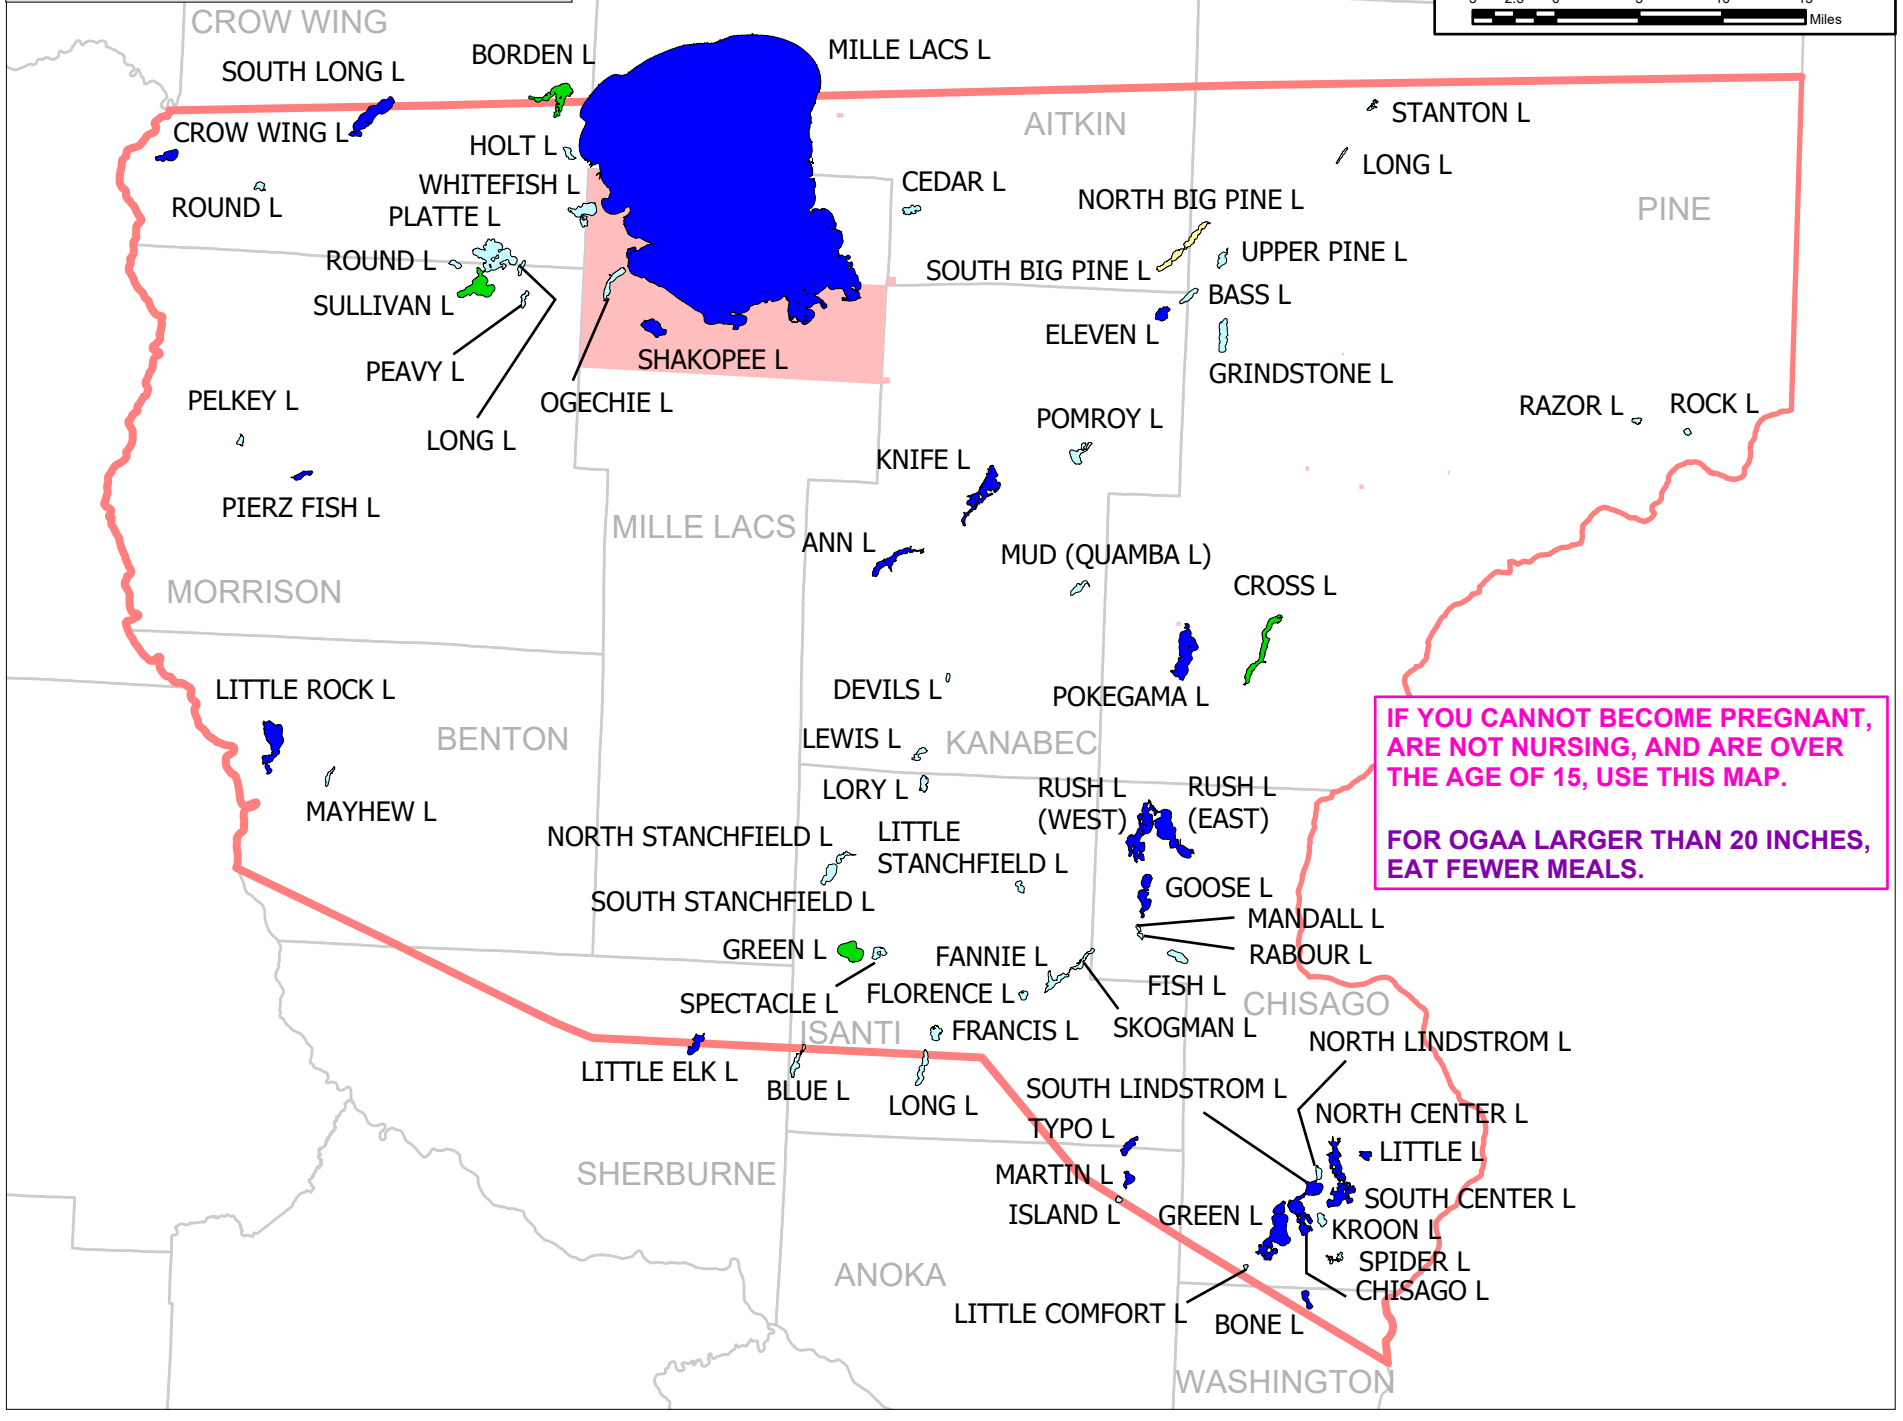 CROW WING
Miles
BORDEN L
MILLE LACS L
SOUTH LONG L
STANTON L
AITKIN
CROW WING L
HOLT L
LONG L
WHITEFISH L
CEDAR L
NORTH BIG PINE L
ROUND L
PLATTE L
PINE
ROUND L
UPPER PINE L
SOUTH BIG PINE L
SULLIVAN L
BASS L
ELEVEN L
SHAKOPEE L
PEAVY L
GRINDSTONE L
PELKEY L
OGECHIE L
RAZOR L
ROCK L
LONG L
POMROY L
KNIFE L
PIERZ FISH L
MILLE LACS
ANN L
MUD (QUAMBA L)
MORRISON
CROSS L
LITTLE ROCK L
DEVILS L
POKEGAMA L
IF YOU CANNOT BECOME PREGNANT,
ARE NOT NURSING, AND ARE OVER
THE AGE OF 15, USE THIS MAP.
FOR OGAA LARGER THAN 20 INCHES,
EAT FEWER MEALS.
BENTON
LEWIS L
KANABEC
LORY L
RUSH L
(WEST)
RUSH L
(EAST)
MAYHEW L
NORTH STANCHFIELD L
LITTLE
STANCHFIELD L
SOUTH STANCHFIELD L
GOOSE L
MANDALL L
GREEN L
FANNIE L
RABOUR L
SPECTACLE L
FLORENCE L
FISH L
CHISAGO
ISANTI
FRANCIS L
SKOGMAN L
NORTH LINDSTROM L
LITTLE ELK L
BLUE L
LONG L
SOUTH LINDSTROM L
NORTH CENTER L
TYPO L
LITTLE L
SHERBURNE
MARTIN L
SOUTH CENTER L
ISLAND L
GREEN L
KROON L
SPIDER L
ANOKA
CHISAGO L
LITTLE COMFORT L
BONE L
WASHINGTON